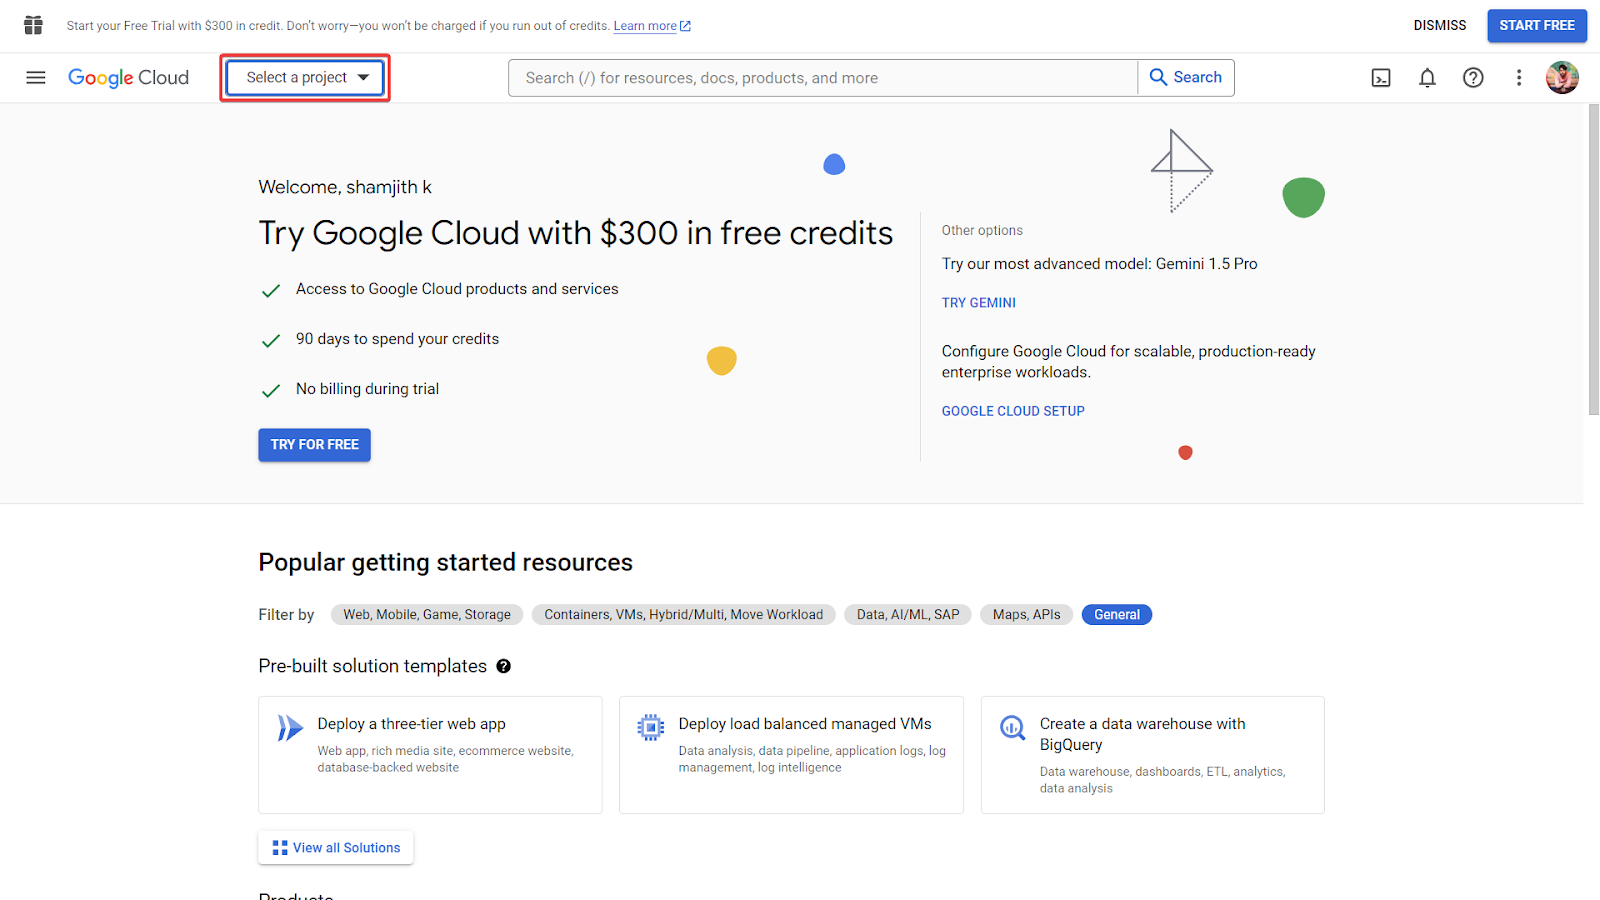 Start your Free Trial with $300 in credit. Don't worry—you won't be charged if you run out of credits. Learn more
DISMISS
START FREE
Google Cloud
Select a project
Search (/) for resources, docs, products, and more
Search
Welcome, shamjith k
Try Google Cloud with $300 in free credits
Access to Google Cloud products and services
90 days to spend your credits
No billing during trial
TRY FOR FREE
Other options
Try our most advanced model: Gemini 1.5 Pro
TRY GEMINI
Configure Google Cloud for scalable, production-ready
enterprise workloads.
GOOGLE CLOUD SETUP
Popular getting started resources
Filter by
Web, Mobile, Game, Storage
Containers, VMs, Hybrid/Multi, Move Workload
Data, AI/ML, SAP
Maps, APIs
General
Pre-built solution templates
Deploy a three-tier web app
Web app, rich media site, ecommerce website,
database-backed website
Deploy load balanced managed VMs
Data analysis, data pipeline, application logs, log
management, log intelligence
Create a data warehouse with
BigQuery
Data warehouse, dashboards, ETL, analytics,
data analysis
View all Solutions
Products